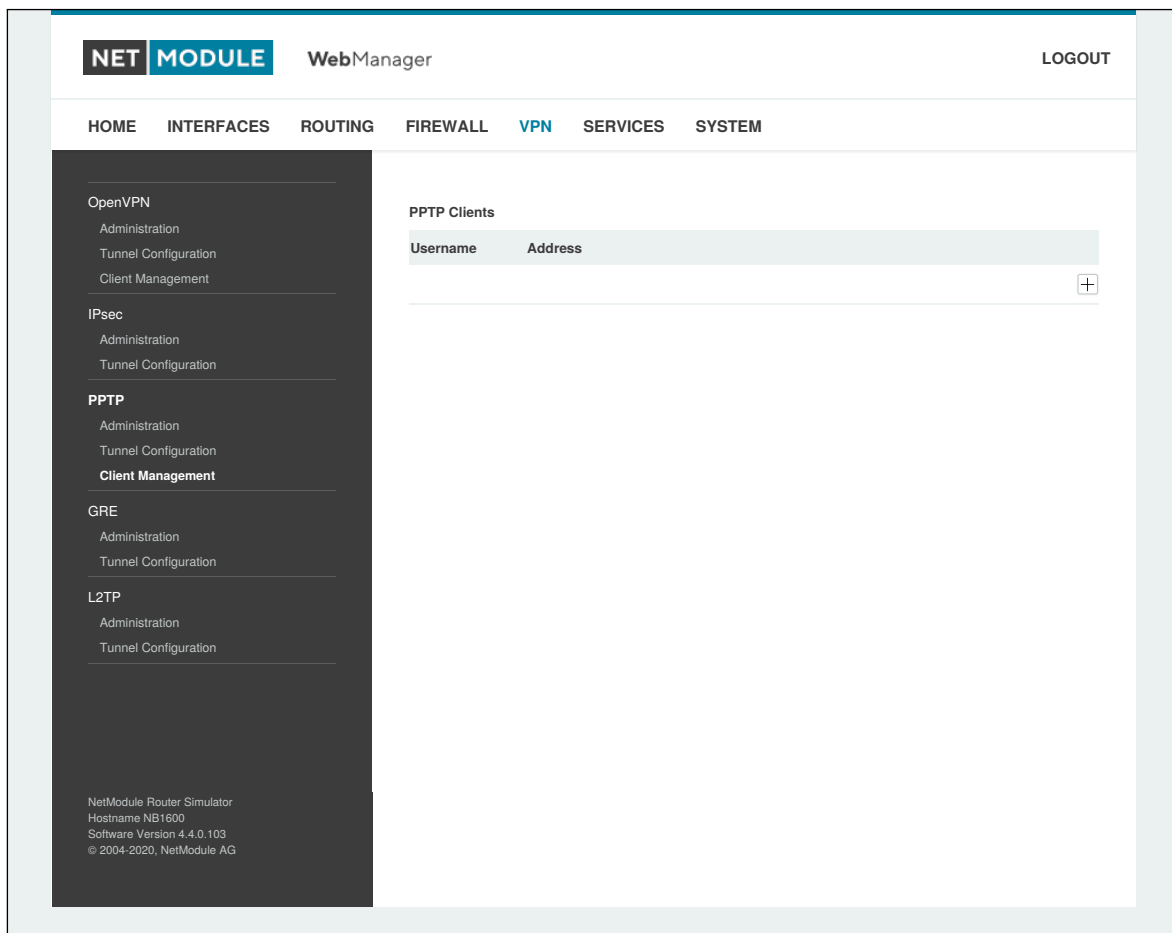 NET MODULE WebManager LOGOUT
HOME INTERFACES ROUTING FIREWALL VPN SERVICES SYSTEM
OpenVPN
Administration
Tunnel Configuration
Client Management
IPsec
Administration
Tunnel Configuration
PPTP
Administration
Tunnel Configuration
Client Management
GRE
Administration
Tunnel Configuration
L2TP
Administration
Tunnel Configuration
NetModule Router Simulator
Hostname NB1600
Software Version 4.4.0.103
© 2004-2020, NetModule AG
PPTP Clients
Username Address